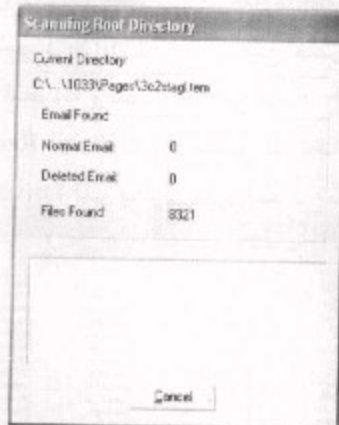 Scanning Root Directory
Current Directory
C:\...\1033\Pages\3c2stagl.tem
Email Found
Normal Email: 0
Deleted Email: 0
Files Found: 8321
Cancel